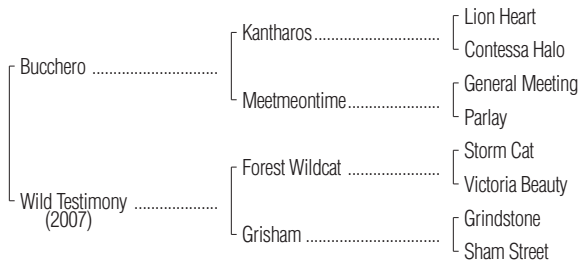 Lion Heart
Kantharos
Contessa Halo
Bucchero
General Meeting
Meetmeontime
Parlay
Storm Cat
Forest Wildcat
Victoria Beauty
Wild Testimony
(2007)
Grindstone
Grisham
Sham Street